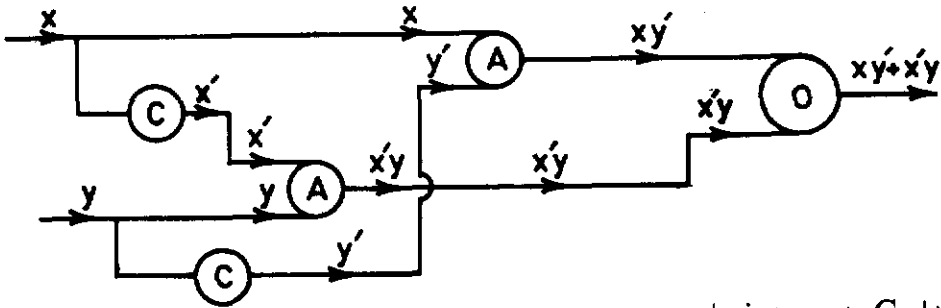 x x xy′
A
y′ xy′+x′y
O
x′
C x′y
x′
x′y x′y
y y A
y′
C